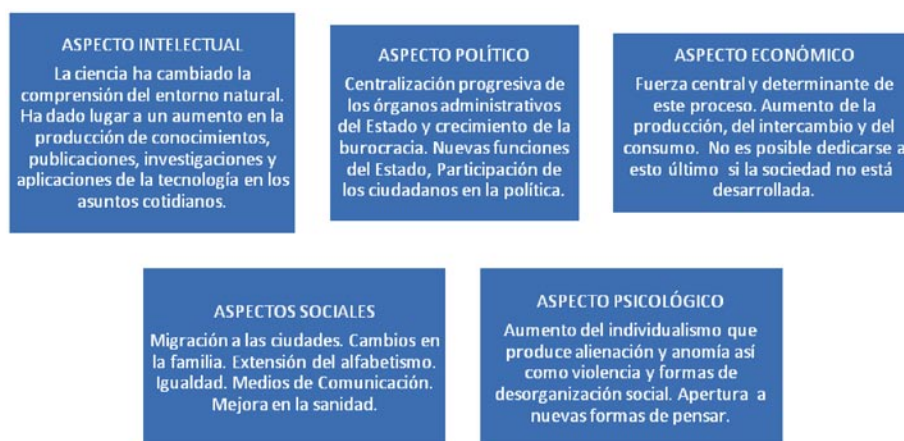 ASPECTO INTELECTUAL
La ciencia ha cambiado la
comprensión del entorno natural.
Ha dado lugar a un aumento en la
producción de conocimientos,
publicaciones, investigaciones y
aplicaciones de la tecnología en los
asuntos cotidianos.
ASPECTO POLÍTICO
Centralización progresiva de
los órganos administrativos
del Estado y crecimiento de la
burocracia. Nuevas funciones
del Estado, Participación de
los ciudadanos en la política.
ASPECTO ECONÓMICO
Fuerza central y determinante de
este proceso. Aumento de la
producción, del intercambio y del
consumo. No es posible dedicarse a
esto último si la sociedad no está
desarrollada.
ASPECTOS SOCIALES
Migración a las ciudades. Cambios en
la familia. Extensión del alfabetismo.
Igualdad. Medios de Comunicación.
Mejora en la sanidad.
ASPECTO PSICOLÓGICO
Aumento del individualismo que
produce alienación y anomía así
como violencia y formas de
desorganización social. Apertura a
nuevas formas de pensar.